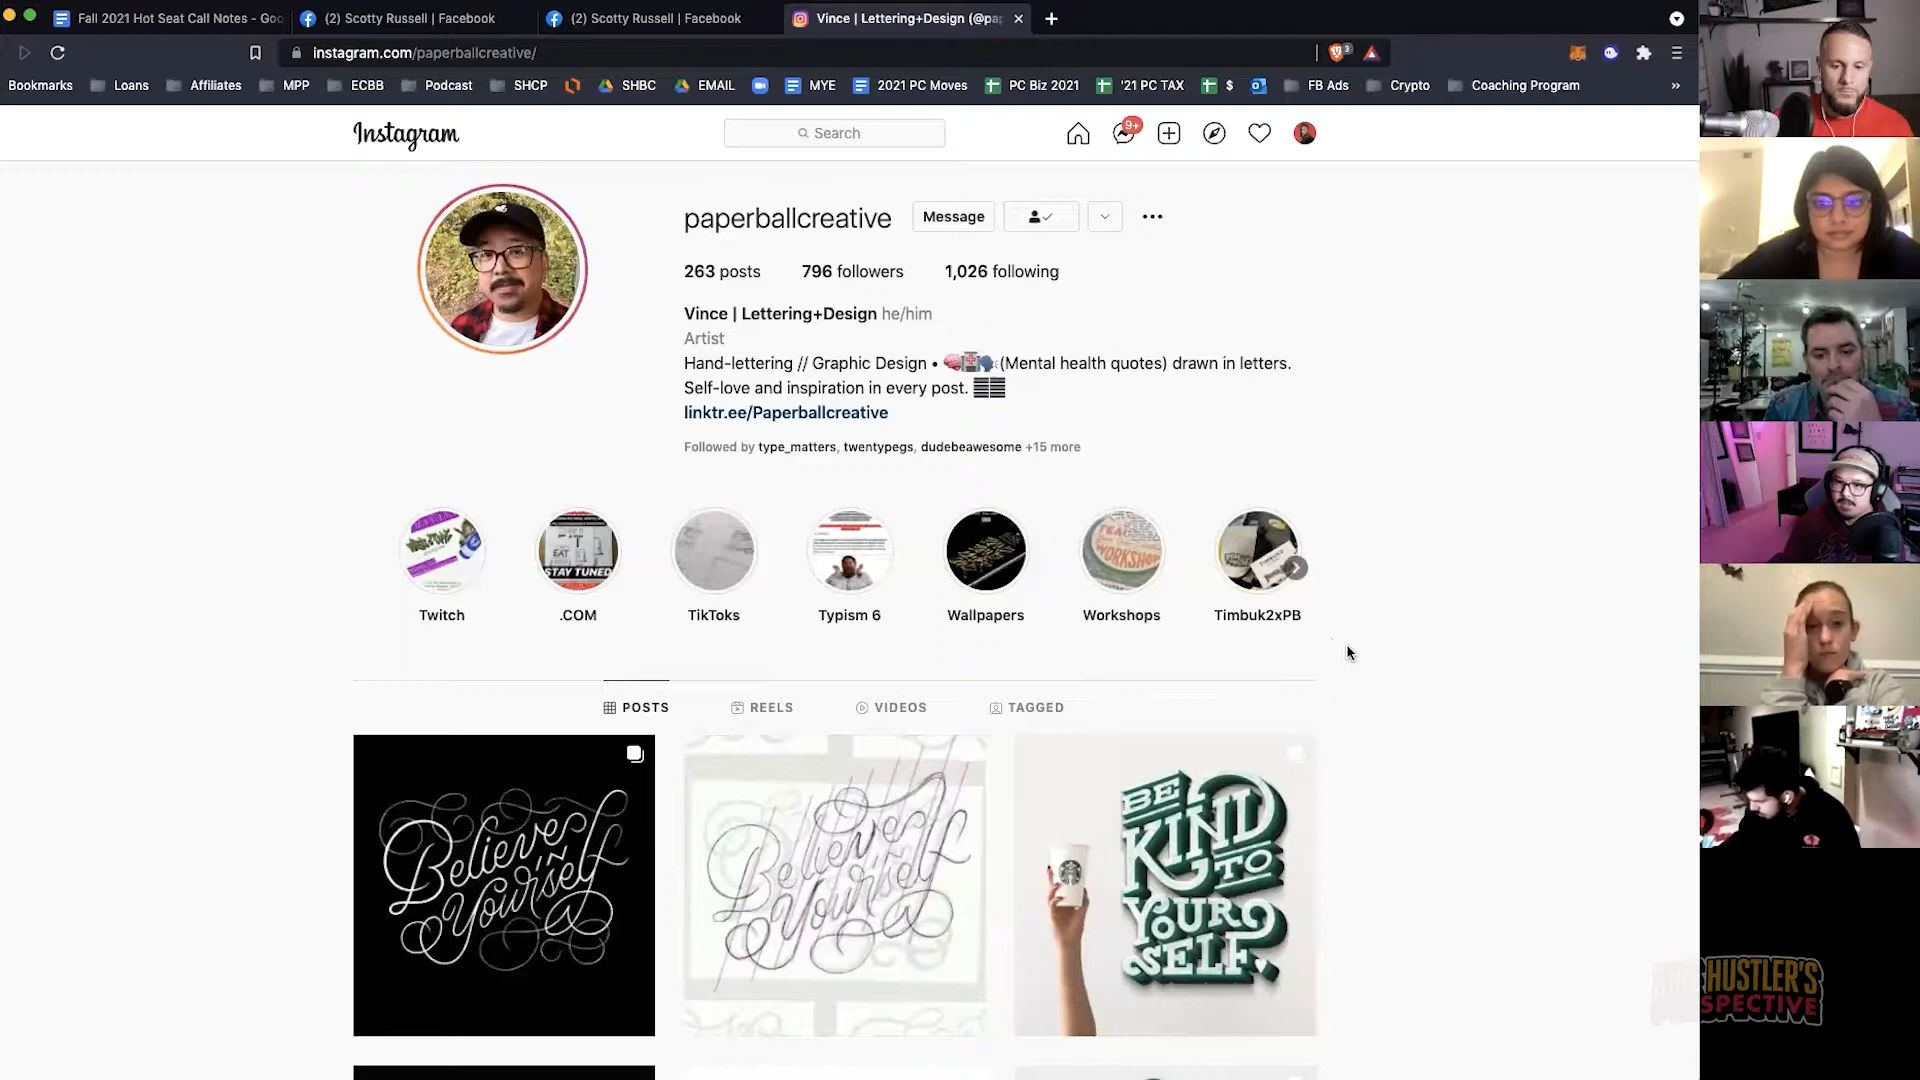 Fall 2021 Hot Seat Call Notes - Goo
(2) Scotty Russell | Facebook
(2) Scotty Russell | Facebook
Vince | Lettering+Design (@pap
instagram.com/paperballcreative/
3
Bookmarks
Loans
Affiliates
MPP
ECBB
Podcast
SHCP
SHBC
EMAIL
MYE
2021 PC Moves
PC Biz 2021
'21 PC TAX
$
FB Ads
Crypto
Coaching Program
»
Instagram
Search
9+
paperballcreative
Message
263 posts
796 followers
1,026 following
Vince | Lettering+Design he/him
Artist
Hand-lettering // Graphic Design • 🧠🏥🗣️(Mental health quotes) drawn in letters.
Self-love and inspiration in every post.
linktr.ee/Paperballcreative
Followed by type_matters, twentypegs, dudebeawesome +15 more
EAT
STAY TUNED
WORKSHOP
Twitch
.COM
TikToks
Typism 6
Wallpapers
Workshops
Timbuk2xPB
POSTS
REELS
VIDEOS
TAGGED
Believe
in
Yourself
Believe
in
Yourself
BE
KIND
TO
YOUR
SELF.
HUSTLER'S
SPECTIVE